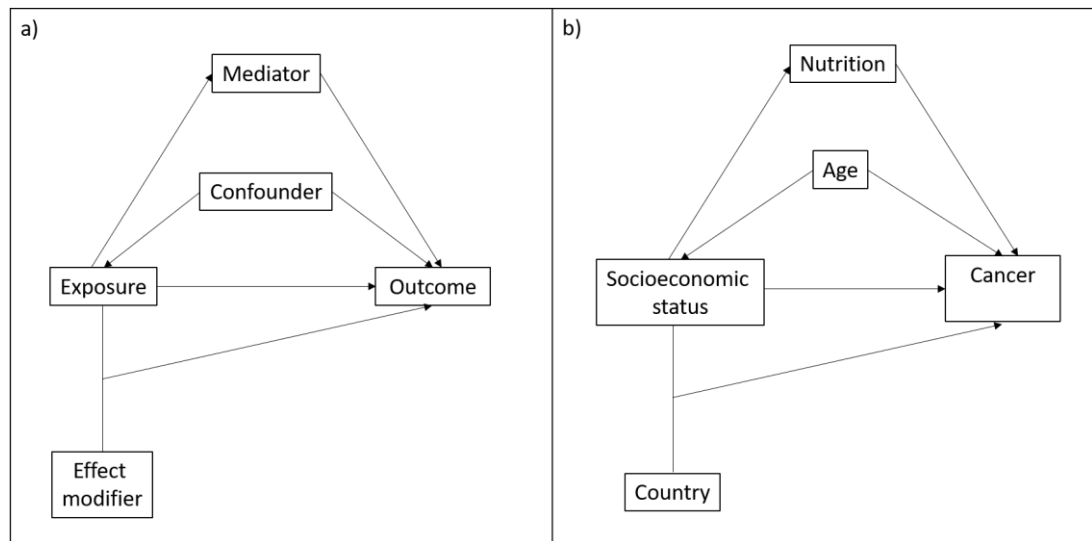 a)
Mediator
Confounder
Exposure
Outcome
Effect
modifier
b)
Nutrition
Age
Socioeconomic
status
Cancer
Country